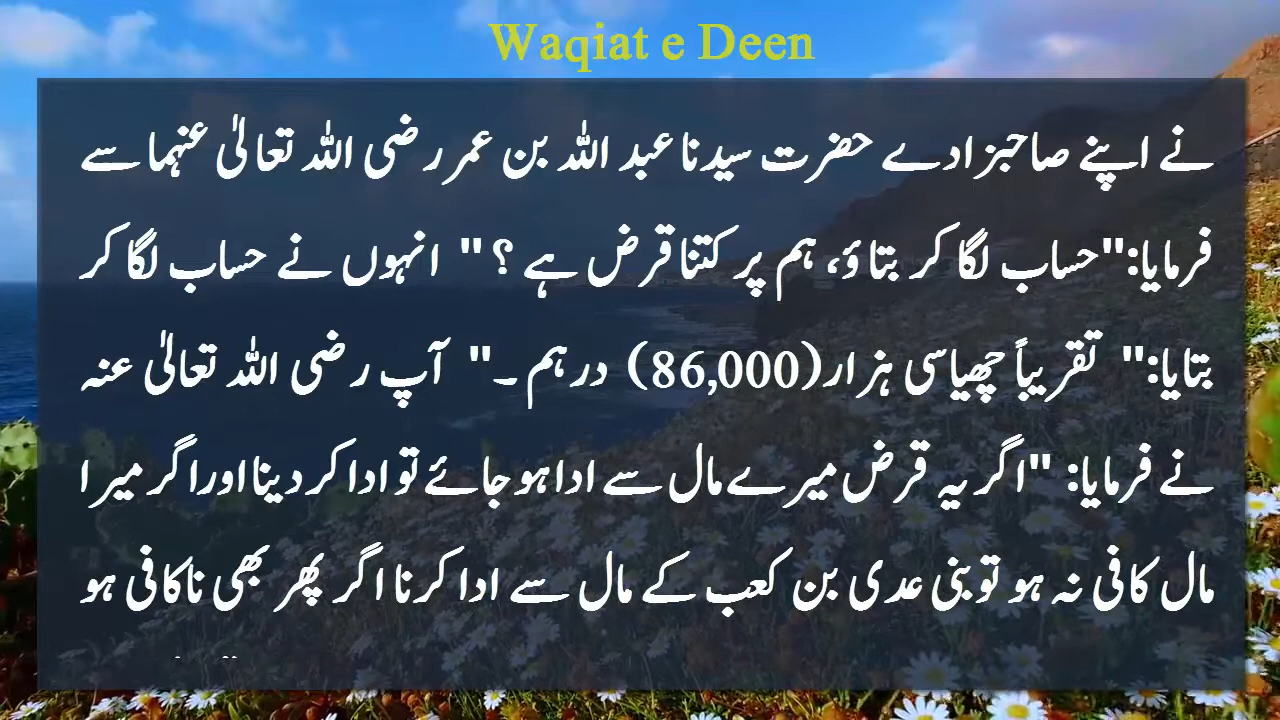 Waqiat e Deen
نے اپنے صاحبزادے حضرت سیدنا عبد اللہ بن عمر رضی اللہ تعالیٰ عنہما سے
فرمایا:"حساب لگا کر بتاؤ، ہم پر کتنا قرض ہے ؟" انہوں نے حساب لگا کر
بتایا:" تقریباً چھیاسی ہزار(86,000) درہم۔" آپ رضی اللہ تعالیٰ عنہ
نے فرمایا: "اگر یہ قرض میرے مال سے ادا ہو جائے تو ادا کر دینا اور اگر میرا
مال کافی نہ ہو تو بنی عدی بن کعب کے مال سے ادا کرنا اگر پھر بھی ناکافی ہو